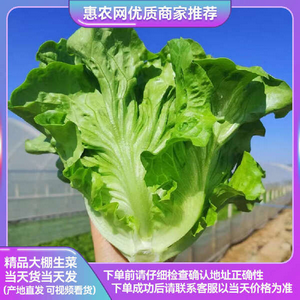 惠农网优质商家推荐
精品大棚生菜
当天货当天发
(产地直发 可视频看货)
下单前请仔细检查确认地址正确性
下单成功后请联系客服以当天价格为准